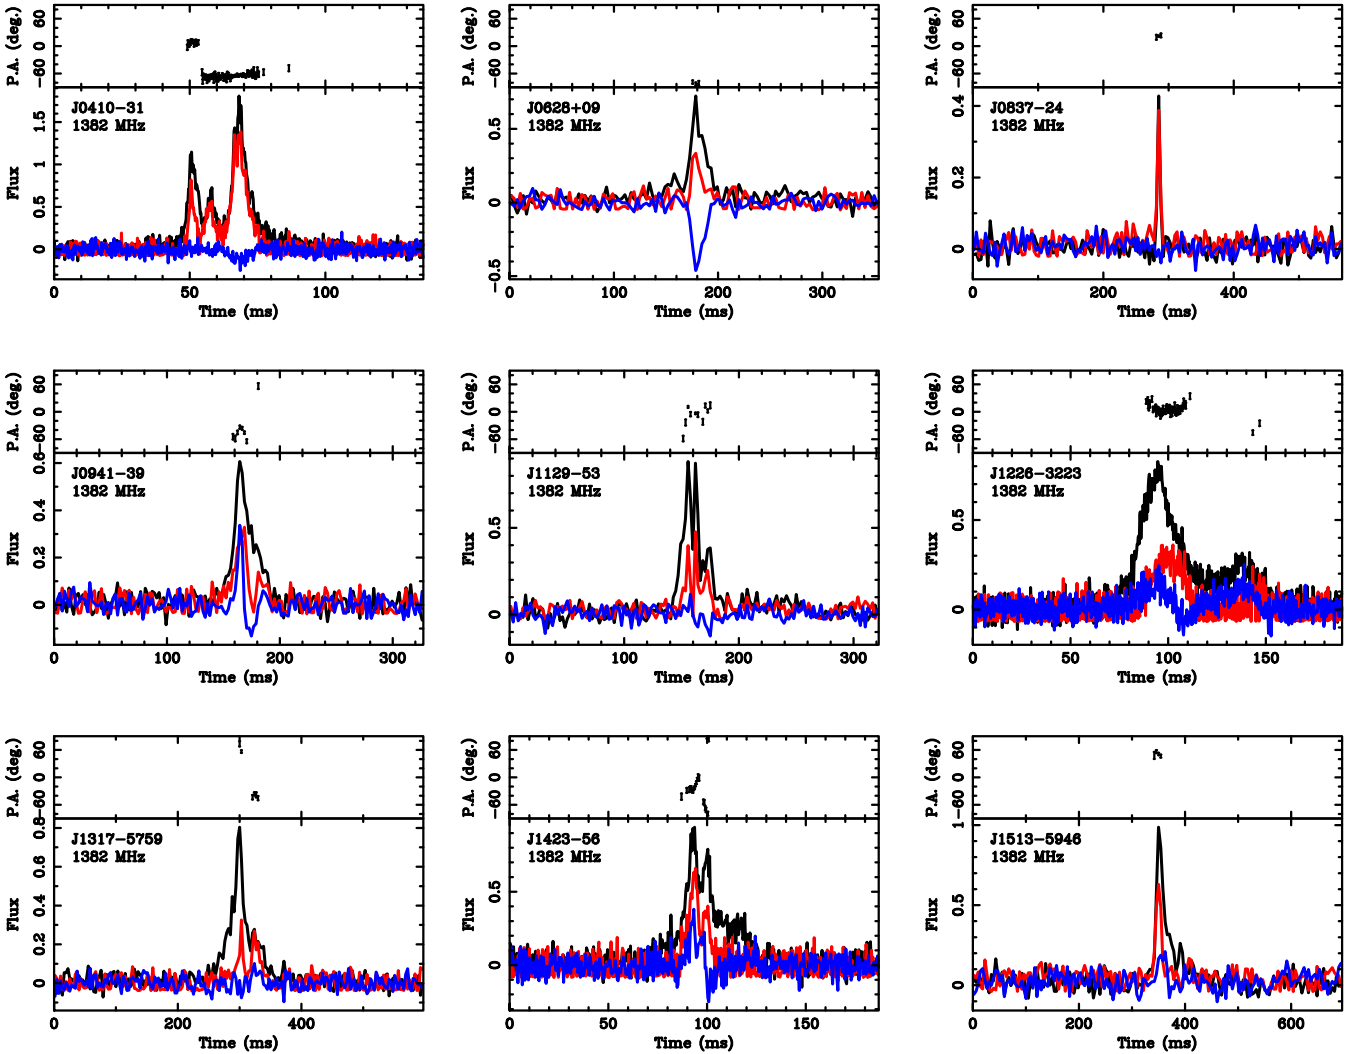 P.A. (deg.)
−60 0 60
J0410−31
1382 MHz
Flux
0 0.5 1 1.5
0 50 100
Time (ms)
P.A. (deg.)
−60 0 60
J0628+09
1382 MHz
Flux
−0.5 0 0.5
0 100 200 300
Time (ms)
P.A. (deg.)
−60 0 60
J0837−24
1382 MHz
Flux
0 0.2 0.4
0 200 400
Time (ms)
P.A. (deg.)
−60 0 60
J0941−39
1382 MHz
Flux
0 0.2 0.4 0.6
0 100 200 300
Time (ms)
P.A. (deg.)
−60 0 60
J1129−53
1382 MHz
Flux
0 0.5
0 100 200 300
Time (ms)
P.A. (deg.)
−60 0 60
J1226−3223
1382 MHz
Flux
0 0.5
0 50 100 150
Time (ms)
P.A. (deg.)
−60 0 60
J1317−5759
1382 MHz
Flux
0 0.2 0.4 0.6 0.8
0 200 400
Time (ms)
P.A. (deg.)
−60 0 60
J1423−56
1382 MHz
Flux
0 0.5
0 50 100 150
Time (ms)
P.A. (deg.)
−60 0 60
J1513−5946
1382 MHz
Flux
0 0.5 1
0 200 400 600
Time (ms)